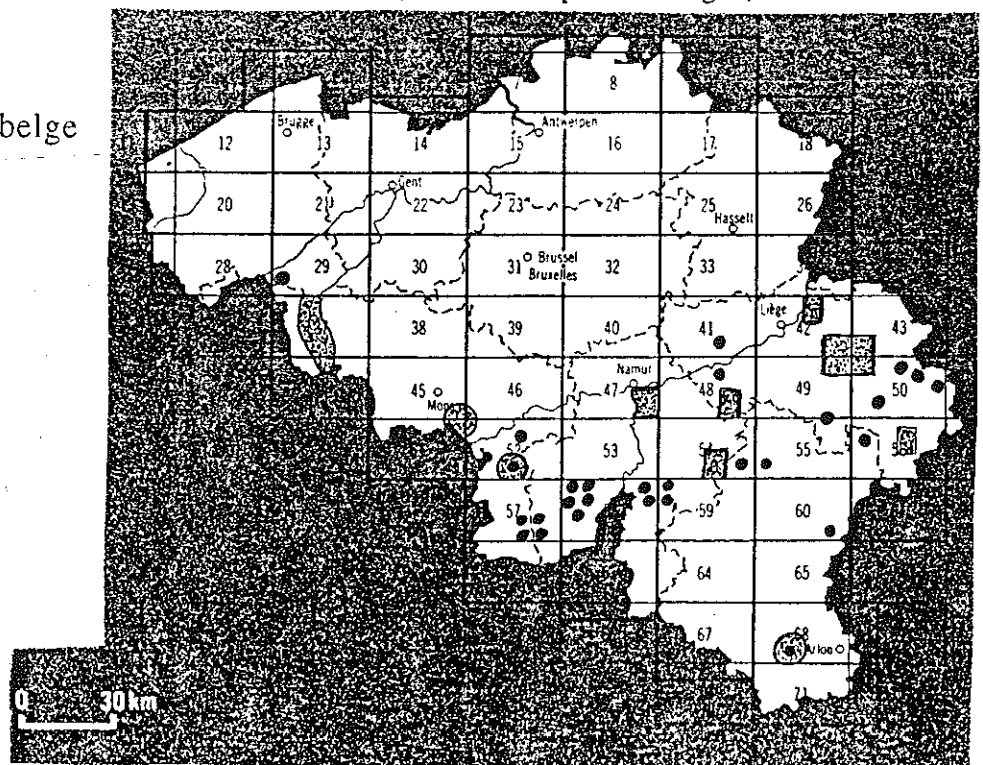 belge
7 8
Brugge Antwerpen
12 13 14 15 16 17 18
Gent
20 21 22 23 24 25 26
Hasselt
28 29 30 31 Brussel 32 33
Bruxelles
Liège
38 39 40 41 42 43
Namur
45 46 47 48 49 50
Mons
53 54 55
57 59 60
64 65
67 68 Arlon
71
0 30 km